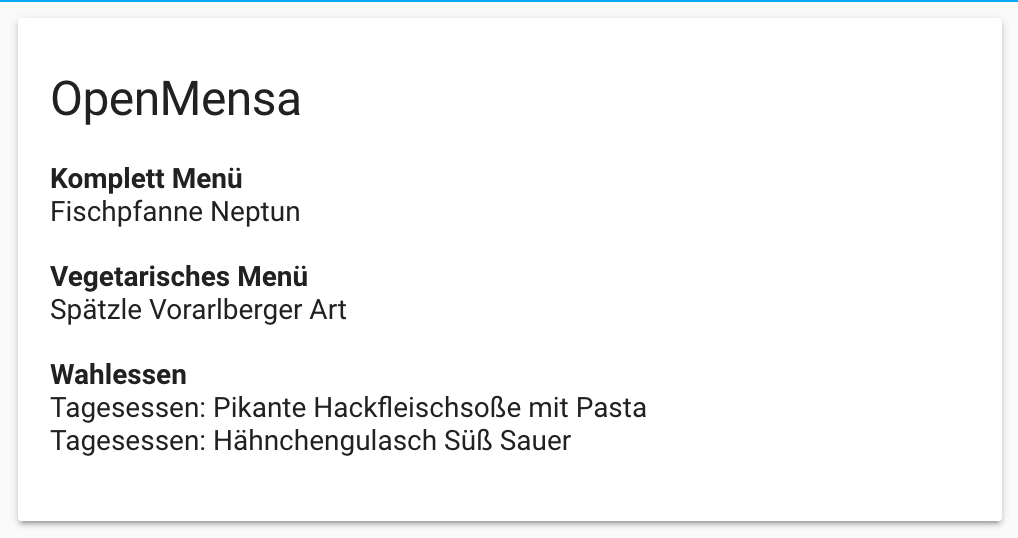 OpenMensa
Komplett Menü
Fischpfanne Neptun
Vegetarisches Menü
Spätzle Vorarlberger Art
Wahlessen
Tagesessen: Pikante Hackfleischsoße mit Pasta
Tagesessen: Hähnchengulasch Süß Sauer